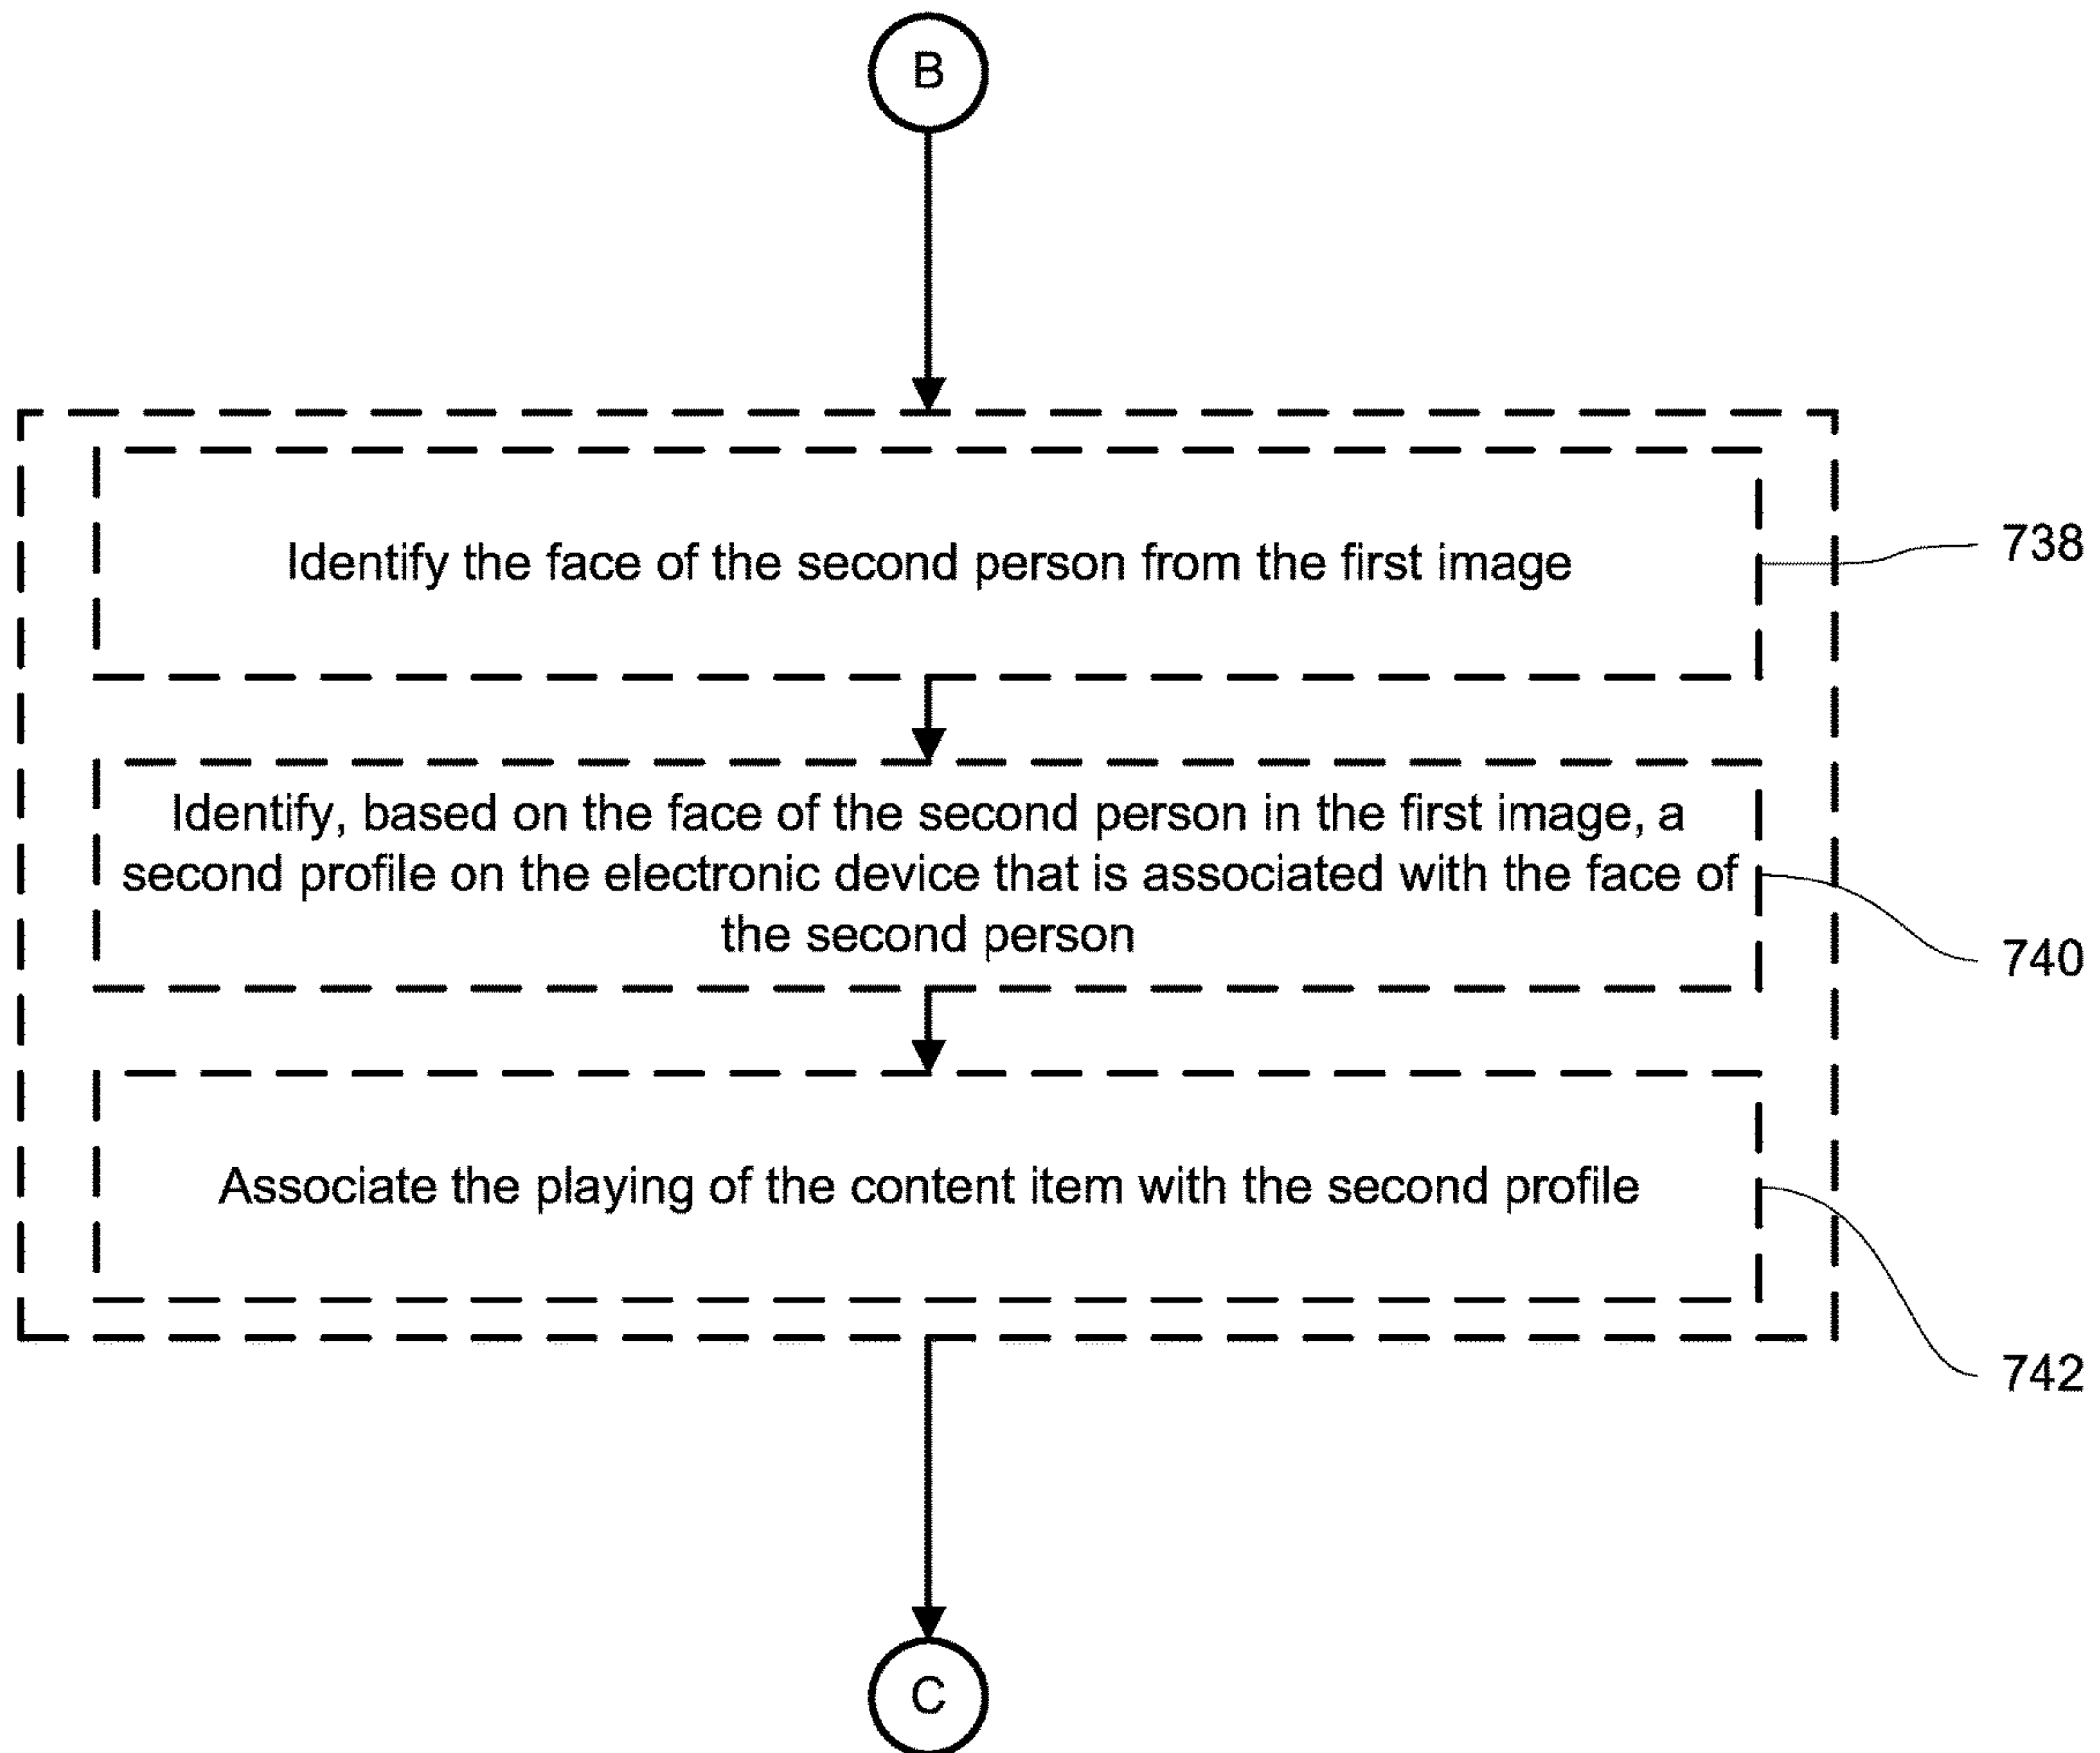 B
Identify the face of the second person from the first image
738
Identify, based on the face of the second person in the first image, a
second profile on the electronic device that is associated with the face of
the second person
740
Associate the playing of the content item with the second profile
742
C